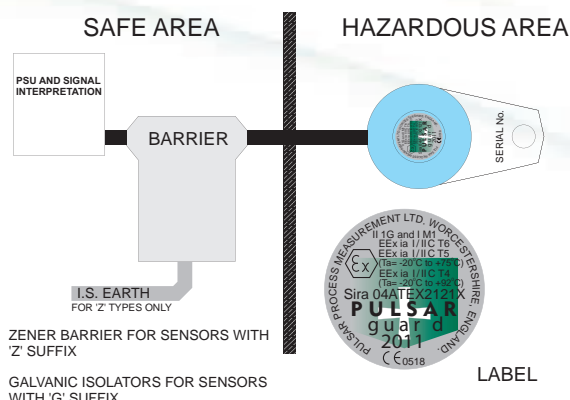 SAFE AREA
HAZARDOUS AREA
PSU AND SIGNAL
INTERPRETATION
BARRIER
SERIAL No.
I.S. EARTH
FOR 'Z' TYPES ONLY
ZENER BARRIER FOR SENSORS WITH
'Z' SUFFIX
GALVANIC ISOLATORS FOR SENSORS
WITH 'G' SUFFIX
PULSAR PROCESS MEASUREMENT LTD, WORCESTERSHIRE, ENGLAND.
II 1G and I M1
EEx ia I/IIC T6
EEx ia I/IIC T5
(Ta= -20˚C to +75˚C)
EEx ia I/IIC T4
(Ta= -20˚C to +92˚C)
Ex
Sira 04ATEX2121X
PULSAR
guard
2011
CE 0518
LABEL